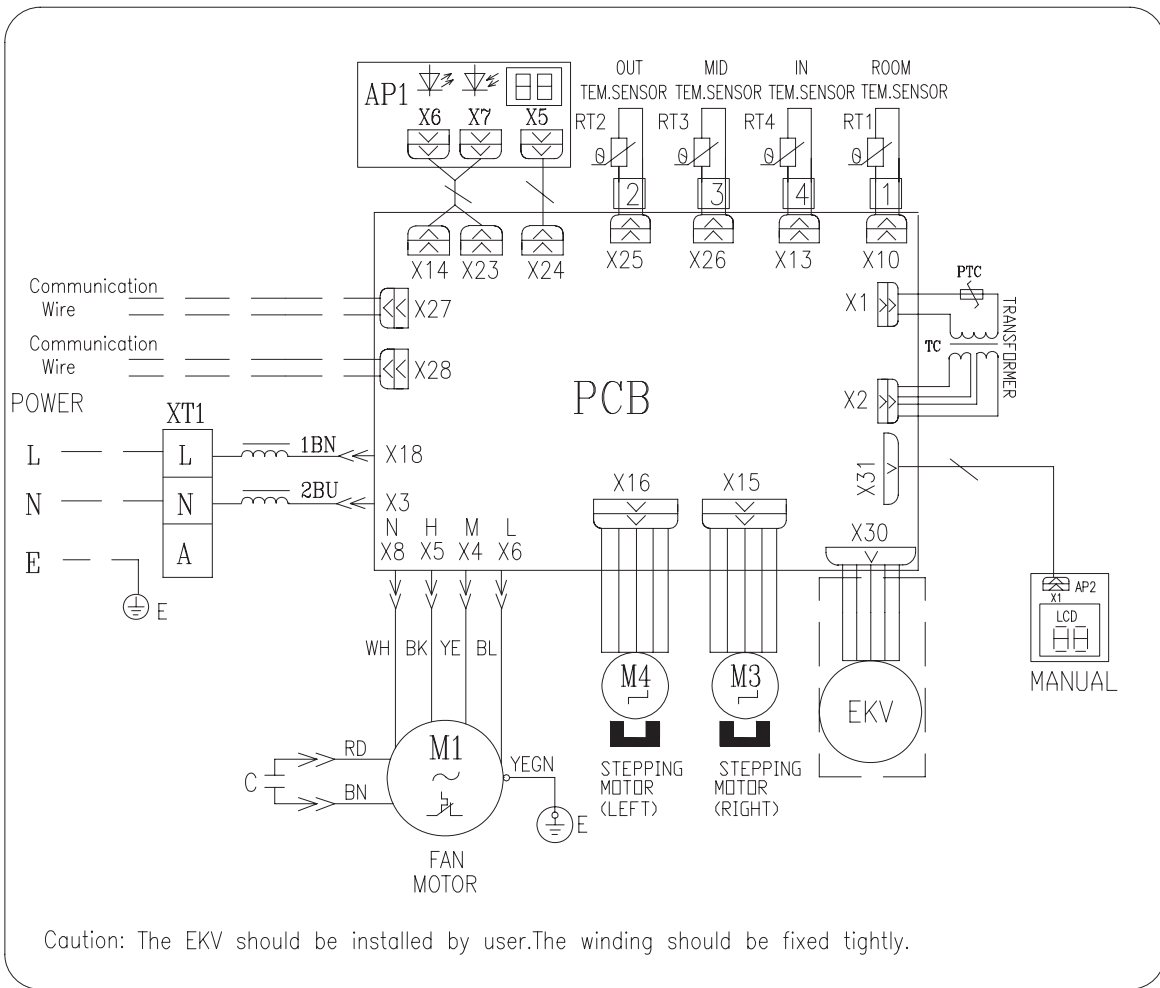 OUT MID IN ROOM
TEM.SENSOR TEM.SENSOR TEM.SENSOR TEM.SENSOR
AP1
X6 X7 X5
RT2 RT3 RT4 RT1
θ θ θ θ
2 3 4 1
X14 X23 X24 X25 X26 X13 X10
Communication
Wire
X27
Communication
Wire
X28
PTC
X1
TC
TRANSFORMER
X2
PCB
POWER
XT1
L L 1BN X18
N N 2BU X3
E A
E
X31
X16 X15
X30
N H M L
X8 X5 X4 X6
WH BK YE BL
X1 AP2
LCD
MANUAL
M4 M3
EKV
STEPPING
MOTOR
(LEFT)
STEPPING
MOTOR
(RIGHT)
C RD
BN
M1
YEGN
E
FAN
MOTOR
Caution: The EKV should be installed by user.The winding should be fixed tightly.